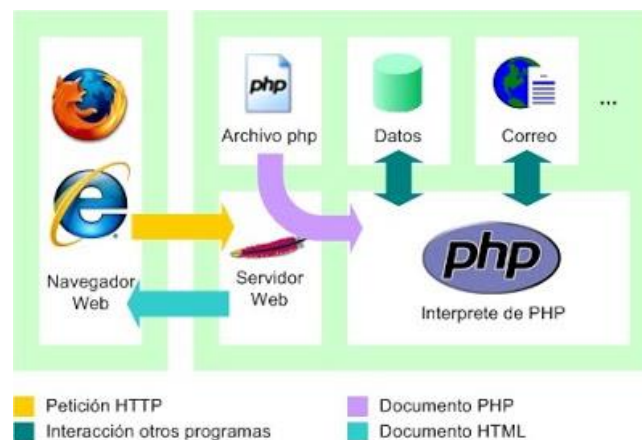 php
Archivo php
Datos
Correo
...
Navegador
Web
Servidor
Web
php
Interprete de PHP
Petición HTTP
Interacción otros programas
Documento PHP
Documento HTML